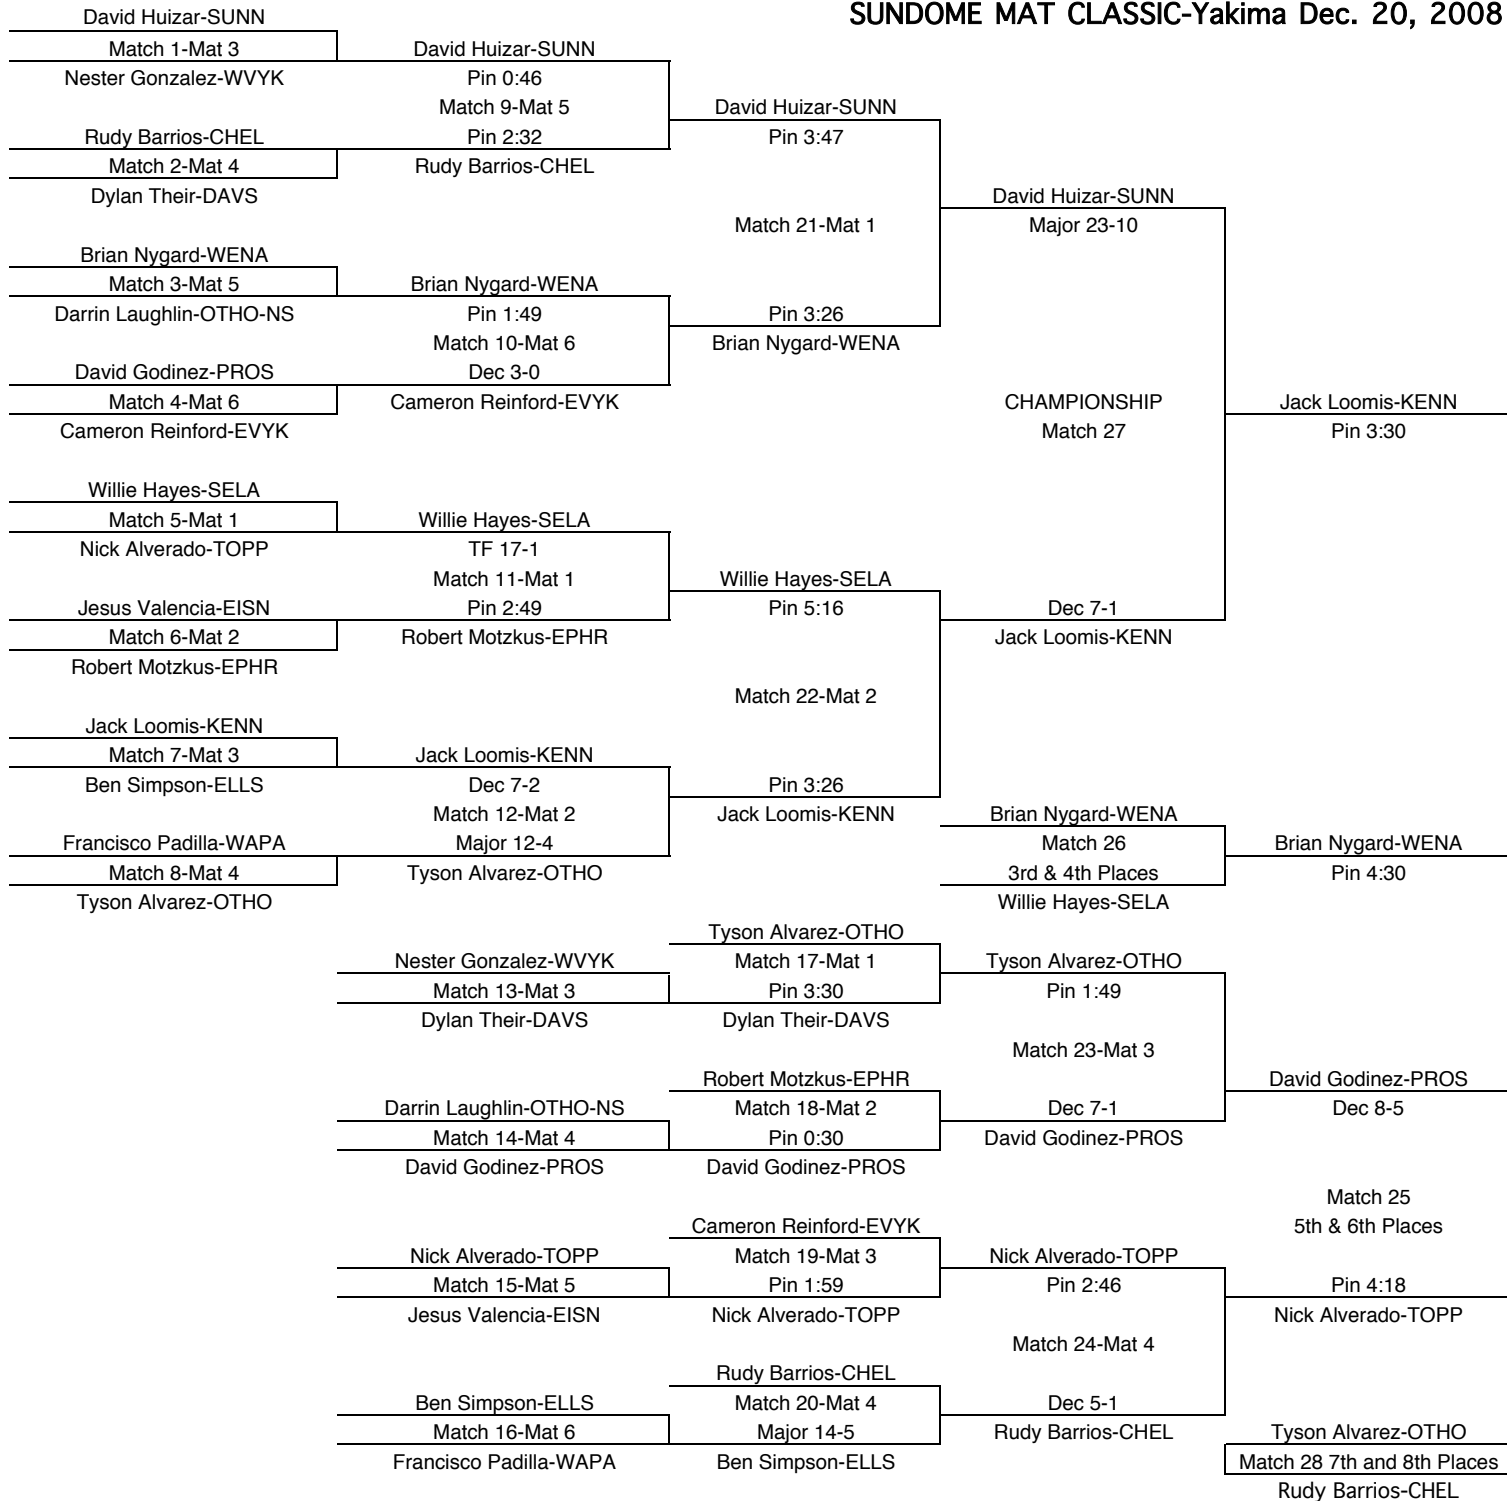 SUNDOME MAT CLASSIC-Yakima Dec. 20, 2008
David Huizar-SUNN
Match 1-Mat 3
Nester Gonzalez-WVYK
Rudy Barrios-CHEL
Match 2-Mat 4
Dylan Their-DAVS
Brian Nygard-WENA
Match 3-Mat 5
Darrin Laughlin-OTHO-NS
David Godinez-PROS
Match 4-Mat 6
Cameron Reinford-EVYK
Willie Hayes-SELA
Match 5-Mat 1
Nick Alverado-TOPP
Jesus Valencia-EISN
Match 6-Mat 2
Robert Motzkus-EPHR
Jack Loomis-KENN
Match 7-Mat 3
Ben Simpson-ELLS
Francisco Padilla-WAPA
Match 8-Mat 4
Tyson Alvarez-OTHO
David Huizar-SUNN
Pin 0:46
Match 9-Mat 5
Pin 2:32
Rudy Barrios-CHEL
Brian Nygard-WENA
Pin 1:49
Match 10-Mat 6
Dec 3-0
Cameron Reinford-EVYK
Willie Hayes-SELA
TF 17-1
Match 11-Mat 1
Pin 2:49
Robert Motzkus-EPHR
Jack Loomis-KENN
Dec 7-2
Match 12-Mat 2
Major 12-4
Tyson Alvarez-OTHO
David Huizar-SUNN
Pin 3:47
Match 21-Mat 1
Pin 3:26
Brian Nygard-WENA
Willie Hayes-SELA
Pin 5:16
Match 22-Mat 2
Pin 3:26
Jack Loomis-KENN
David Huizar-SUNN
Major 23-10
CHAMPIONSHIP
Match 27
Dec 7-1
Jack Loomis-KENN
Jack Loomis-KENN
Pin 3:30
Brian Nygard-WENA
Match 26
3rd & 4th Places
Willie Hayes-SELA
Brian Nygard-WENA
Pin 4:30
Nester Gonzalez-WVYK
Match 13-Mat 3
Dylan Their-DAVS
Darrin Laughlin-OTHO-NS
Match 14-Mat 4
David Godinez-PROS
Nick Alverado-TOPP
Match 15-Mat 5
Jesus Valencia-EISN
Ben Simpson-ELLS
Match 16-Mat 6
Francisco Padilla-WAPA
Tyson Alvarez-OTHO
Match 17-Mat 1
Pin 3:30
Dylan Their-DAVS
Robert Motzkus-EPHR
Match 18-Mat 2
Pin 0:30
David Godinez-PROS
Cameron Reinford-EVYK
Match 19-Mat 3
Pin 1:59
Nick Alverado-TOPP
Rudy Barrios-CHEL
Match 20-Mat 4
Major 14-5
Ben Simpson-ELLS
Tyson Alvarez-OTHO
Pin 1:49
Match 23-Mat 3
Dec 7-1
David Godinez-PROS
Nick Alverado-TOPP
Pin 2:46
Match 24-Mat 4
Dec 5-1
Rudy Barrios-CHEL
David Godinez-PROS
Dec 8-5
Match 25
5th & 6th Places
Pin 4:18
Nick Alverado-TOPP
Tyson Alvarez-OTHO
Match 28 7th and 8th Places
Rudy Barrios-CHEL